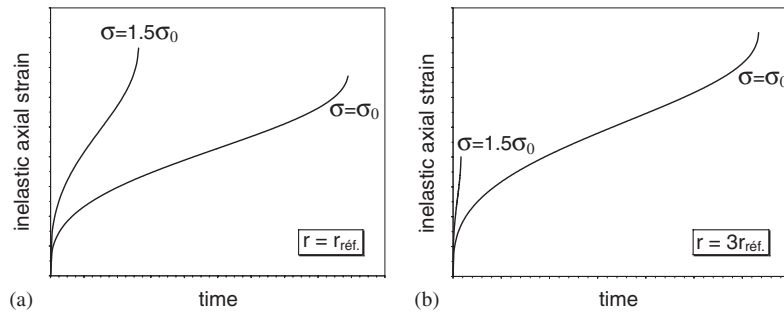 σ=1.5σ₀
σ=σ₀
inelastic axial strain
r = rréf.
(a)
time
σ=σ₀
σ=1.5σ₀
inelastic axial strain
r = 3rréf.
(b)
time